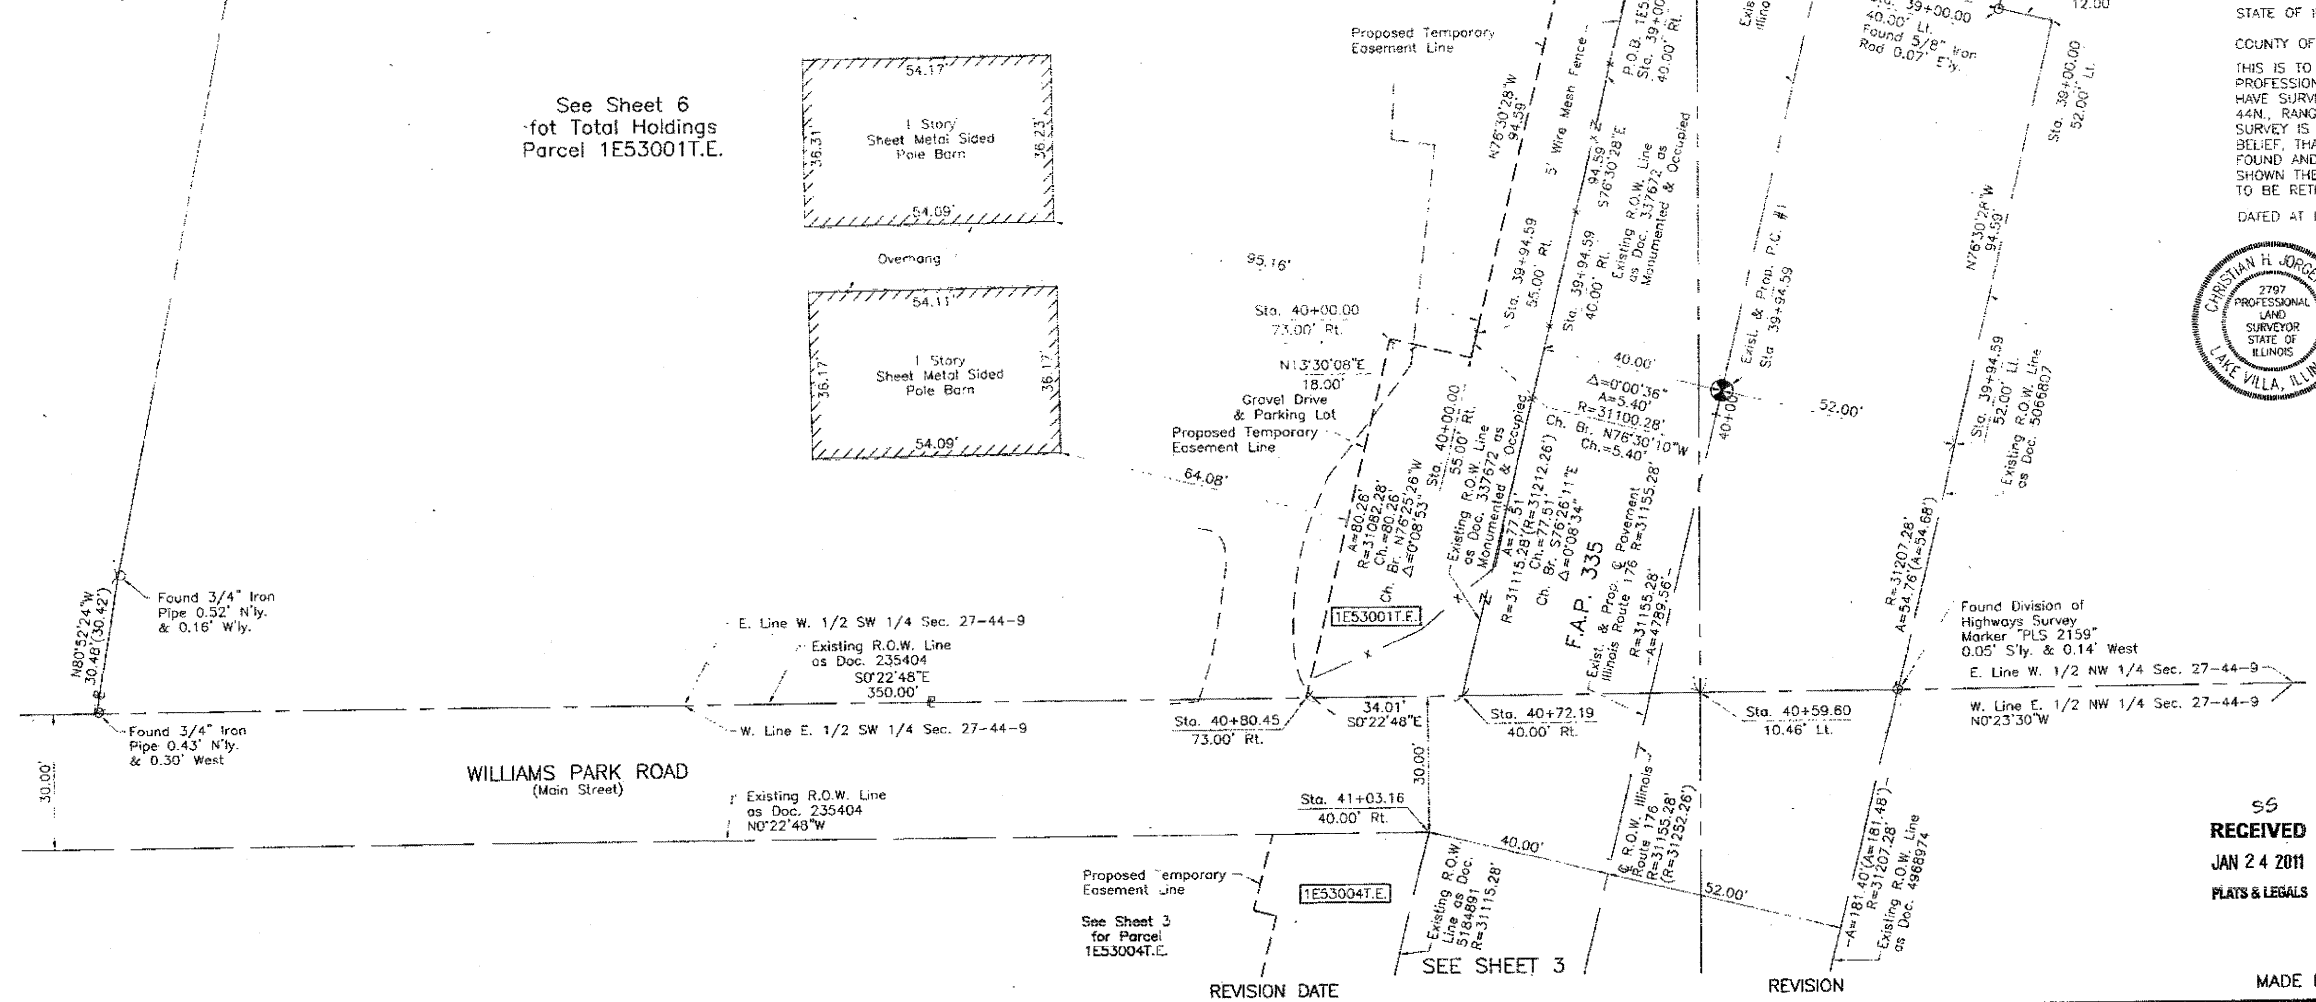 See Sheet 6
fot Total Holdings
Parcel 1E53001T.E.
54.17'
36.31'
1 Story
Sheet Metal Sided
Pole Barn
36.23'
54.09'
Overhang
54.11'
36.17'
1 Story
Sheet Metal Sided
Pole Barn
36.17'
54.09'
95.16'
64.08'
Proposed Temporary
Easement Line
Sta. 40+00.00
73.00' Rt.
N13°30'08"E
18.00'
Gravel Drive
& Parking Lot
Proposed Temporary
Easement Line
N76°30'28"W
94.59'
5' Wire Mesh Fence
P.O.B. 1E5
Sta. 39+00
40.00' Rt.
94.59'
S76°30'28"E
Existing R.O.W. Line
as Doc. 337672 as
Monumented & Occupied
Sta. 39+94.59
55.00' Rt.
Sta. 39+94.59
40.00' Rt.
Exist. & Prop. P.C. #1
Sta 39+94.59
39+00.00
40.00' Lt.
Found 5/8" Iron
Rod 0.07' E'ly.
12.00
Sta. 39+00.00
52.00' Lt.
N76°30'28"W
94.59'
Sta. 39+94.59
52.00' Lt.
Existing R.O.W. Line
as Doc. 5066807
40.00'
Δ=0°00'36"
A=5.40'
R=31100.28'
Ch. Br. N76°30'10"W
Ch.=5.40'
40+00
52.00'
Sta. 40+00.00
55.00' Rt.
Existing R.O.W. Line
as Doc. 337672 as
Monumented & Occupied
A=80.26'
R=31082.28'
Ch.=80.26'
Ch. Br. N76°25'26"W
Δ=0°08'53"
A=77.51'
R=31115.28'(R=31212.26')
Ch.=77.51'
Ch. Br. S76°26'11"E
Δ=0°08'34"
F.A.P. 335
Exist. & Prop. ℄ Pavement
Illinois Route 176 R=31155.28'
R=31155.28'
A=4789.56'
R=31207.28'
A=54.76'(A=54.68')
1E53001T.E.
N80°52'24"W
30.48'(30.42')
Found 3/4" Iron
Pipe 0.52' N'ly.
& 0.16' W'ly.
E. Line W. 1/2 SW 1/4 Sec. 27-44-9
Existing R.O.W. Line
as Doc. 235404
S0°22'48"E
350.00'
W. Line E. 1/2 SW 1/4 Sec. 27-44-9
Found 3/4" Iron
Pipe 0.43' N'ly.
& 0.30' West
30.00'
WILLIAMS PARK ROAD
(Main Street)
Existing R.O.W. Line
as Doc. 235404
N0°22'48"W
Sta. 40+80.45
73.00' Rt.
34.01'
S0°22'48"E
Sta. 40+72.19
40.00' Rt.
Sta. 40+59.60
10.46' Lt.
Found Division of
Highways Survey
Marker "PLS 2159"
0.05' S'ly. & 0.14' West
E. Line W. 1/2 NW 1/4 Sec. 27-44-9
W. Line E. 1/2 NW 1/4 Sec. 27-44-9
N0°23'30"W
30.00'
Sta. 41+03.16
40.00' Rt.
40.00'
52.00'
℄ R.O.W. Illinois
Route 176
R=31155.28'
(R=31252.26')
A=181.40'(A=181.48')
R=31207.28'
Existing R.O.W. Line
as Doc. 4968974
Existing R.O.W.
Line as Doc.
5184891
R=31115.28'
Proposed Temporary
Easement Line
See Sheet 3
for Parcel
1E53004T.E.
1E53004T.E.
SEE SHEET 3
REVISION DATE
REVISION
STATE OF
COUNTY OF
THIS IS TO
PROFESSION
HAVE SURV
44N., RANG
SURVEY IS
BELIEF, THA
FOUND AND
SHOWN THE
TO BE RET
DATED AT
CHRISTIAN H. JORGE
2797
PROFESSIONAL
LAND
SURVEYOR
STATE OF
ILLINOIS
LAKE VILLA, ILLIN
SS
RECEIVED
JAN 24 2011
PLATS & LEGALS
MADE